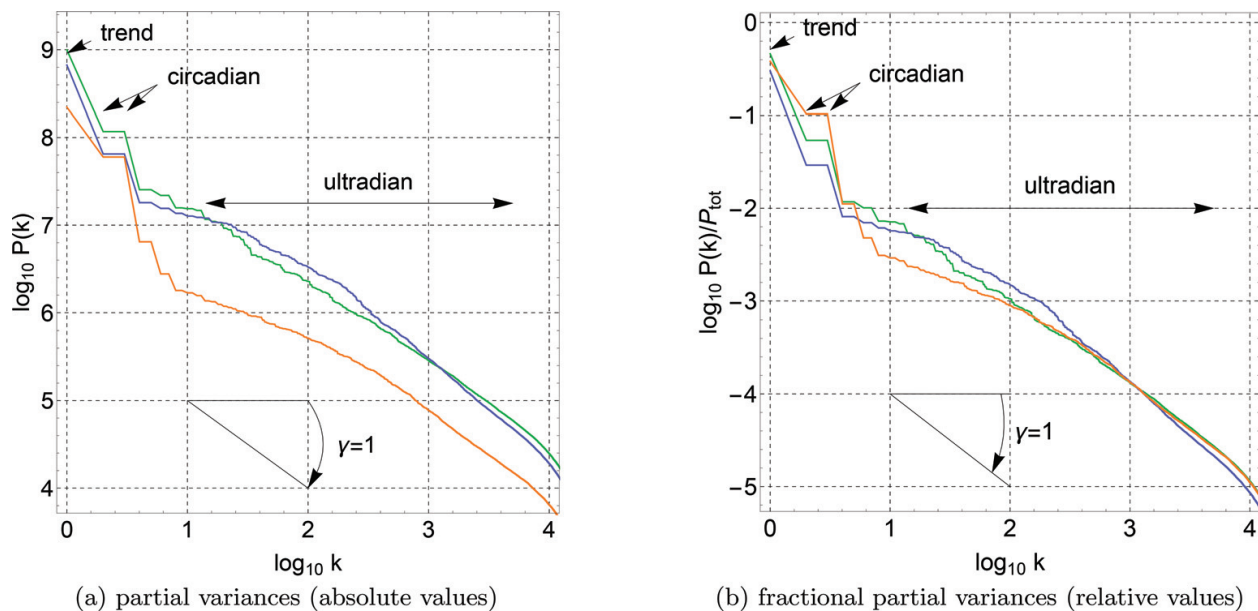 trend
circadian
ultradian
9
8
7
6
5
4
log₁₀ P(k)
γ=1
0
1
2
3
4
log₁₀ k
(a) partial variances (absolute values)
trend
circadian
ultradian
0
−1
−2
−3
−4
−5
log₁₀ P(k)/Pₜₒₜ
γ=1
0
1
2
3
4
log₁₀ k
(b) fractional partial variances (relative values)